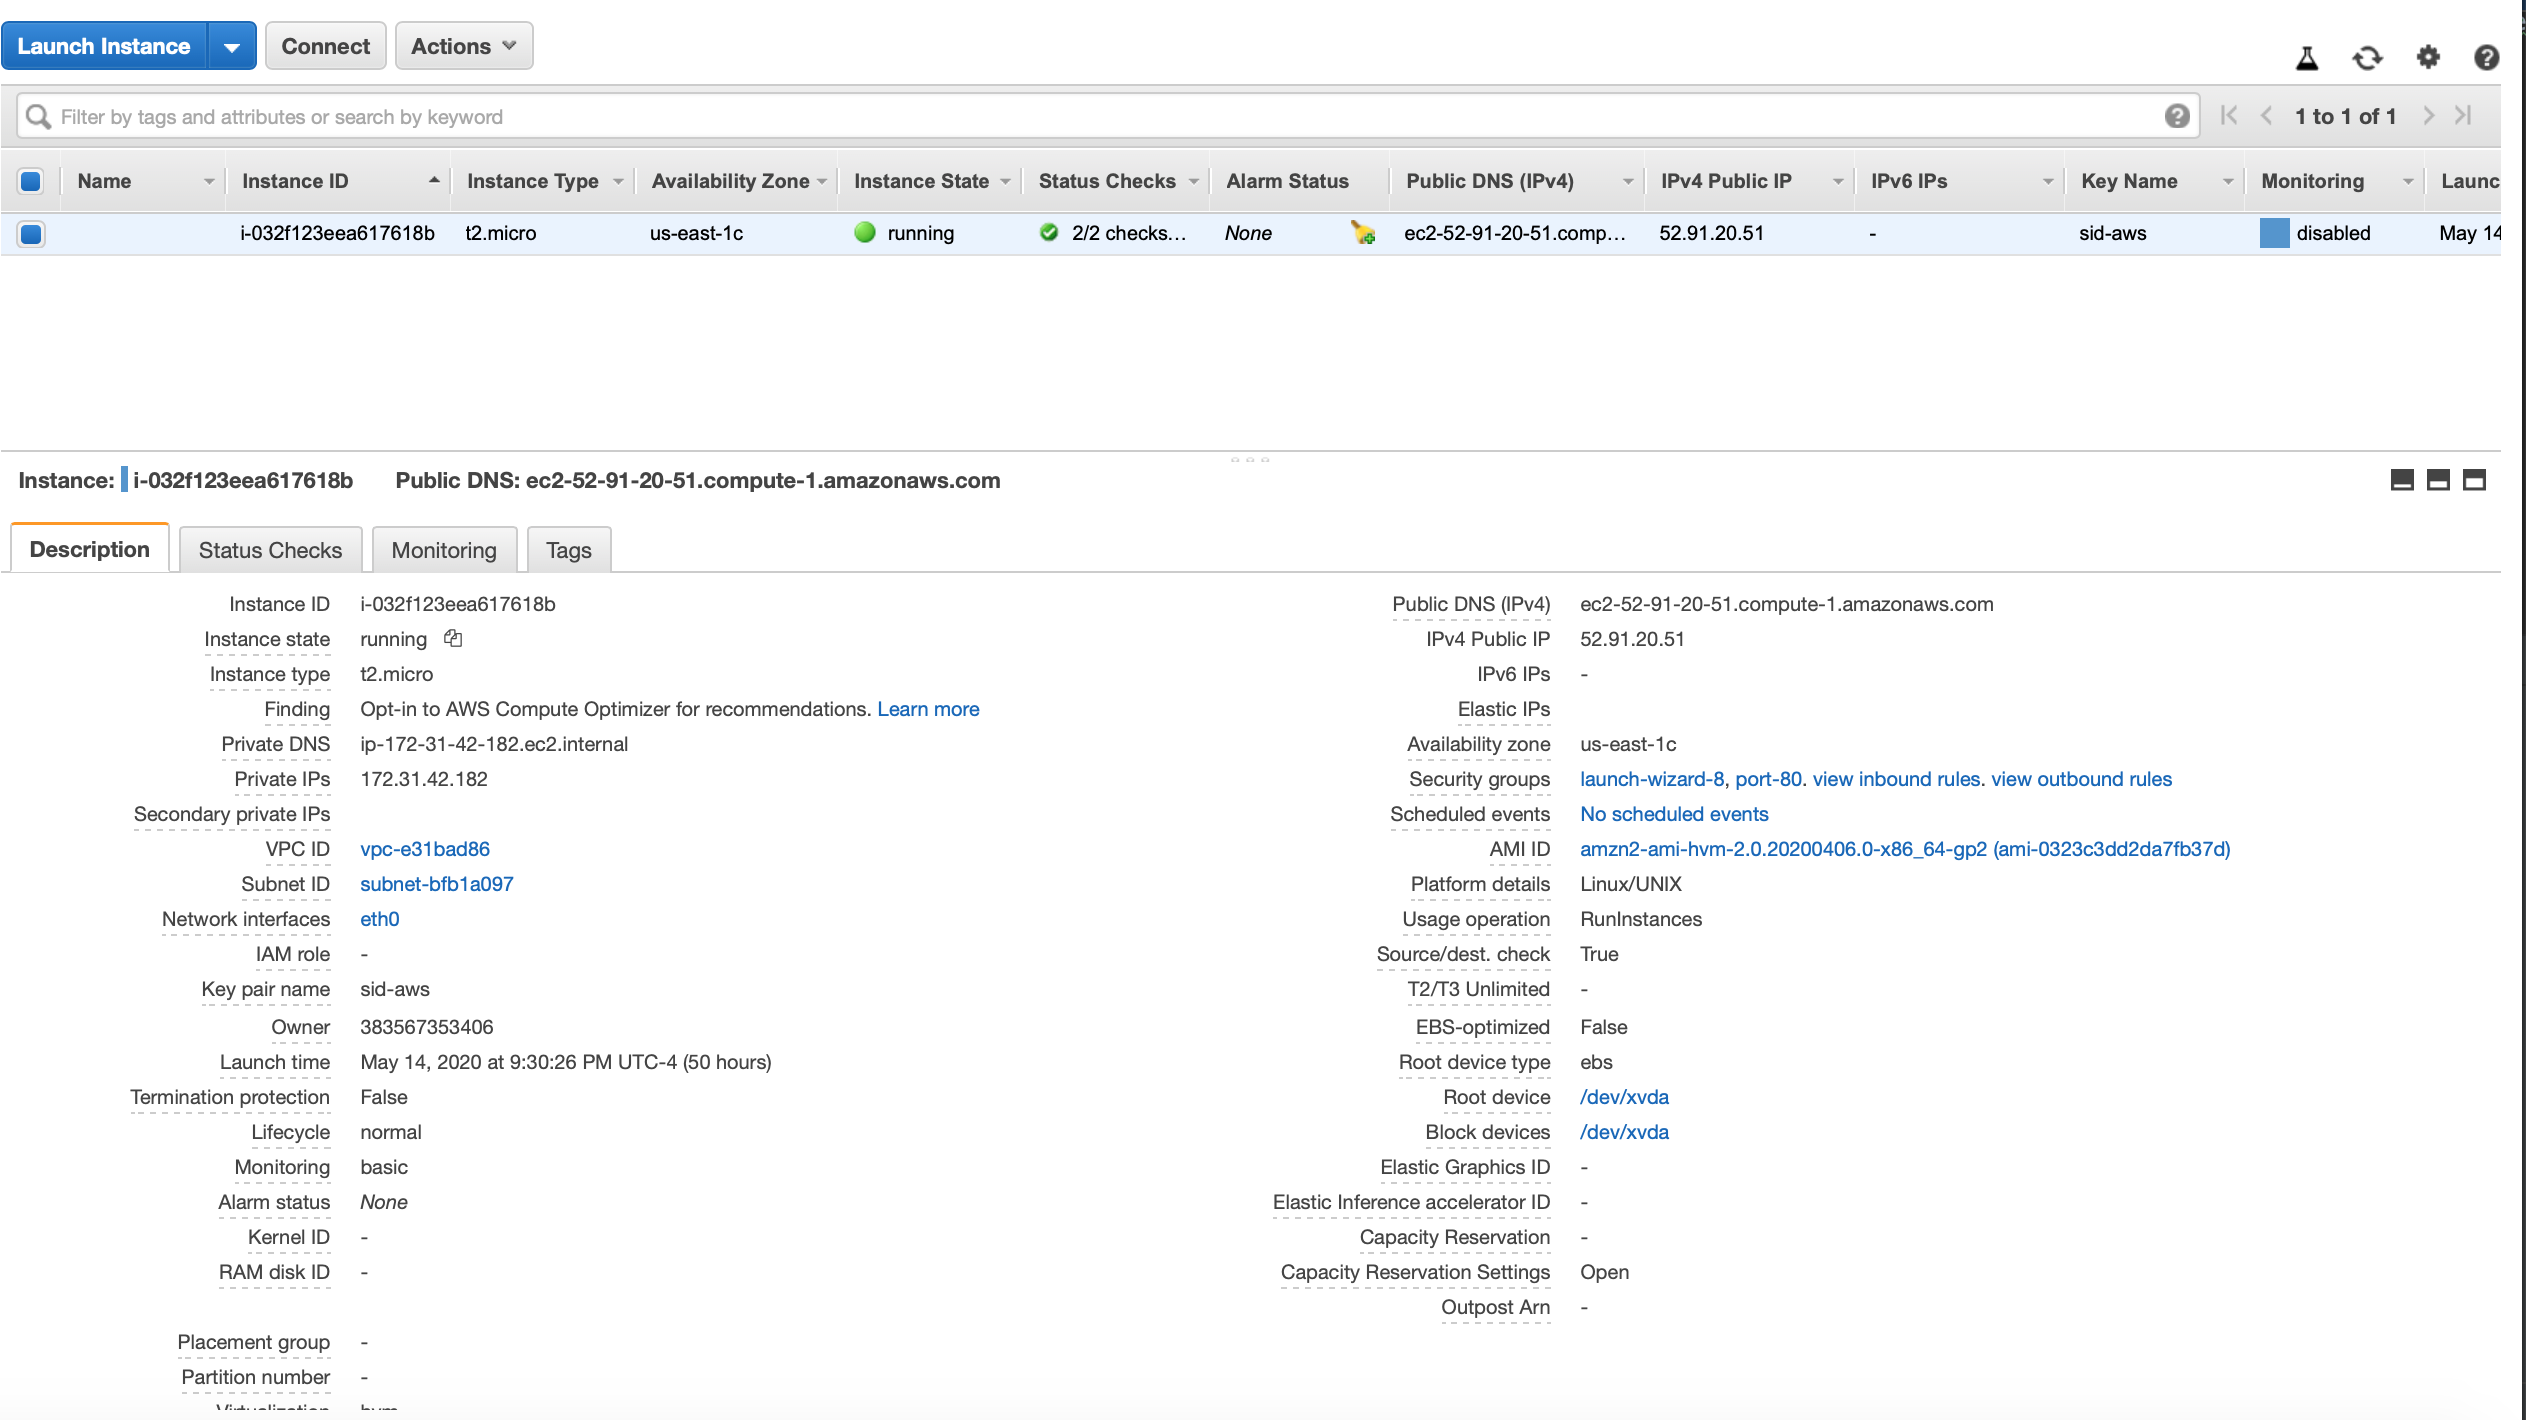 Launch Instance Connect Actions
Filter by tags and attributes or search by keyword 1 to 1 of 1
Name Instance ID Instance Type Availability Zone Instance State Status Checks Alarm Status Public DNS (IPv4) IPv4 Public IP IPv6 IPs Key Name Monitoring Launc
i-032f123eea617618b t2.micro us-east-1c running 2/2 checks... None ec2-52-91-20-51.comp... 52.91.20.51 - sid-aws disabled May 14
Instance: i-032f123eea617618b Public DNS: ec2-52-91-20-51.compute-1.amazonaws.com
Description Status Checks Monitoring Tags
Instance ID i-032f123eea617618b
Instance state running
Instance type t2.micro
Finding Opt-in to AWS Compute Optimizer for recommendations. Learn more
Private DNS ip-172-31-42-182.ec2.internal
Private IPs 172.31.42.182
Secondary private IPs
VPC ID vpc-e31bad86
Subnet ID subnet-bfb1a097
Network interfaces eth0
IAM role -
Key pair name sid-aws
Owner 383567353406
Launch time May 14, 2020 at 9:30:26 PM UTC-4 (50 hours)
Termination protection False
Lifecycle normal
Monitoring basic
Alarm status None
Kernel ID -
RAM disk ID -
Placement group -
Partition number -
Virtualization hvm
Public DNS (IPv4) ec2-52-91-20-51.compute-1.amazonaws.com
IPv4 Public IP 52.91.20.51
IPv6 IPs -
Elastic IPs
Availability zone us-east-1c
Security groups launch-wizard-8, port-80. view inbound rules. view outbound rules
Scheduled events No scheduled events
AMI ID amzn2-ami-hvm-2.0.20200406.0-x86_64-gp2 (ami-0323c3dd2da7fb37d)
Platform details Linux/UNIX
Usage operation RunInstances
Source/dest. check True
T2/T3 Unlimited -
EBS-optimized False
Root device type ebs
Root device /dev/xvda
Block devices /dev/xvda
Elastic Graphics ID -
Elastic Inference accelerator ID -
Capacity Reservation -
Capacity Reservation Settings Open
Outpost Arn -